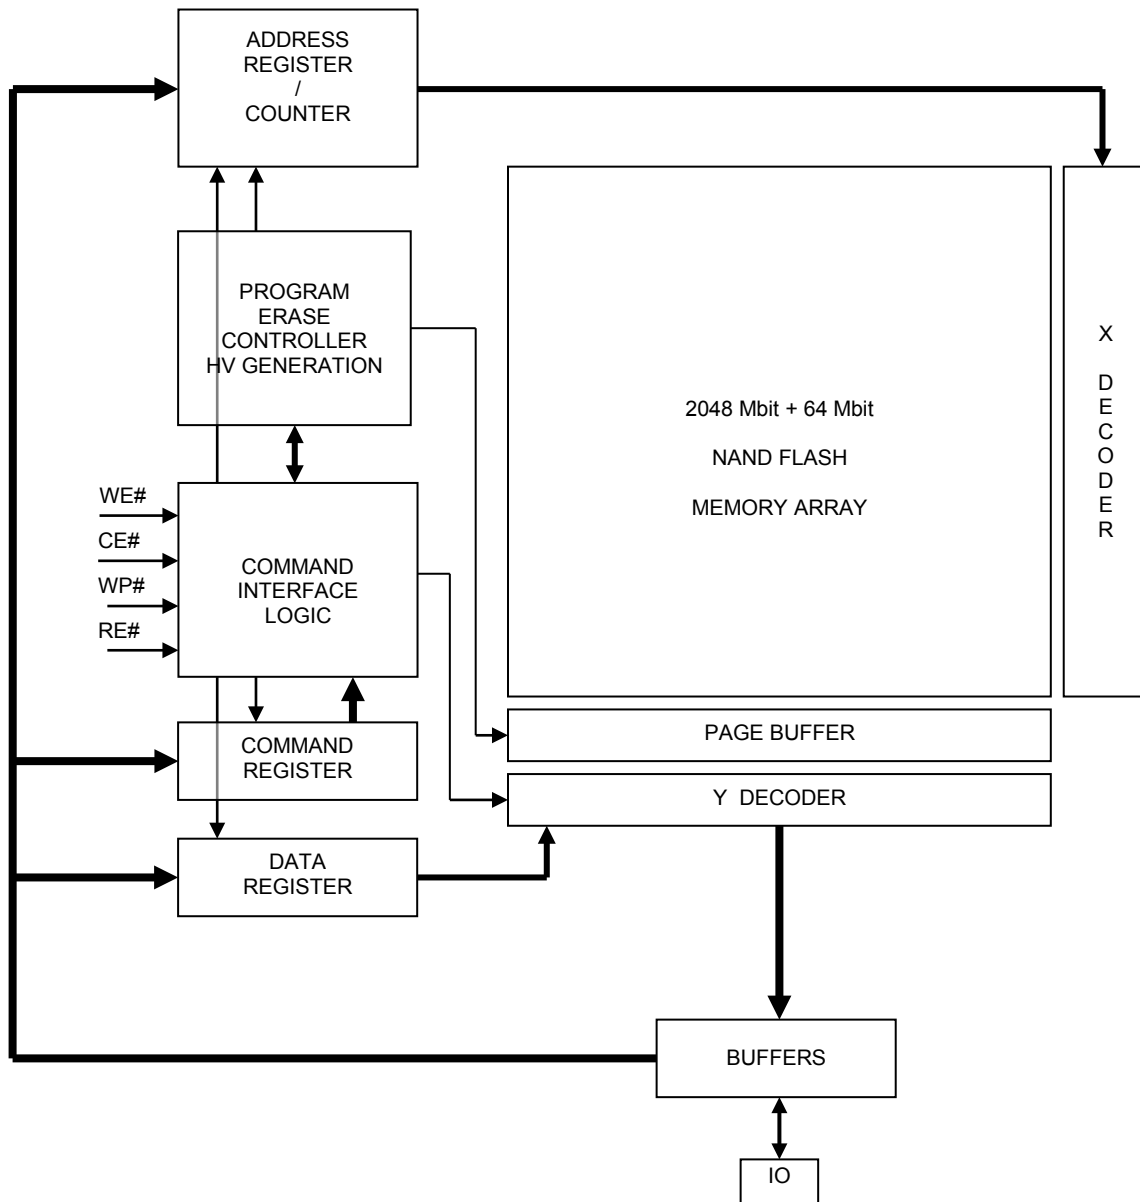 ADDRESS
REGISTER
/
COUNTER
PROGRAM
ERASE
CONTROLLER
HV GENERATION
WE#
CE#
WP#
RE#
COMMAND
INTERFACE
LOGIC
COMMAND
REGISTER
DATA
REGISTER
2048 Mbit + 64 Mbit
NAND FLASH
MEMORY ARRAY
X
D
E
C
O
D
E
R
PAGE BUFFER
Y DECODER
BUFFERS
IO